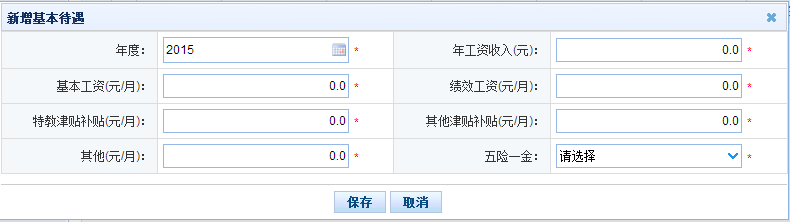 新增基本待遇
年度： 2015 * 年工资收入(元)： 0.0 *
基本工资(元/月)： 0.0 * 绩效工资(元/月)： 0.0 *
特教津贴补贴(元/月)： 0.0 * 其他津贴补贴(元/月)： 0.0 *
其他(元/月)： 0.0 * 五险一金： 请选择 *
保存 取消